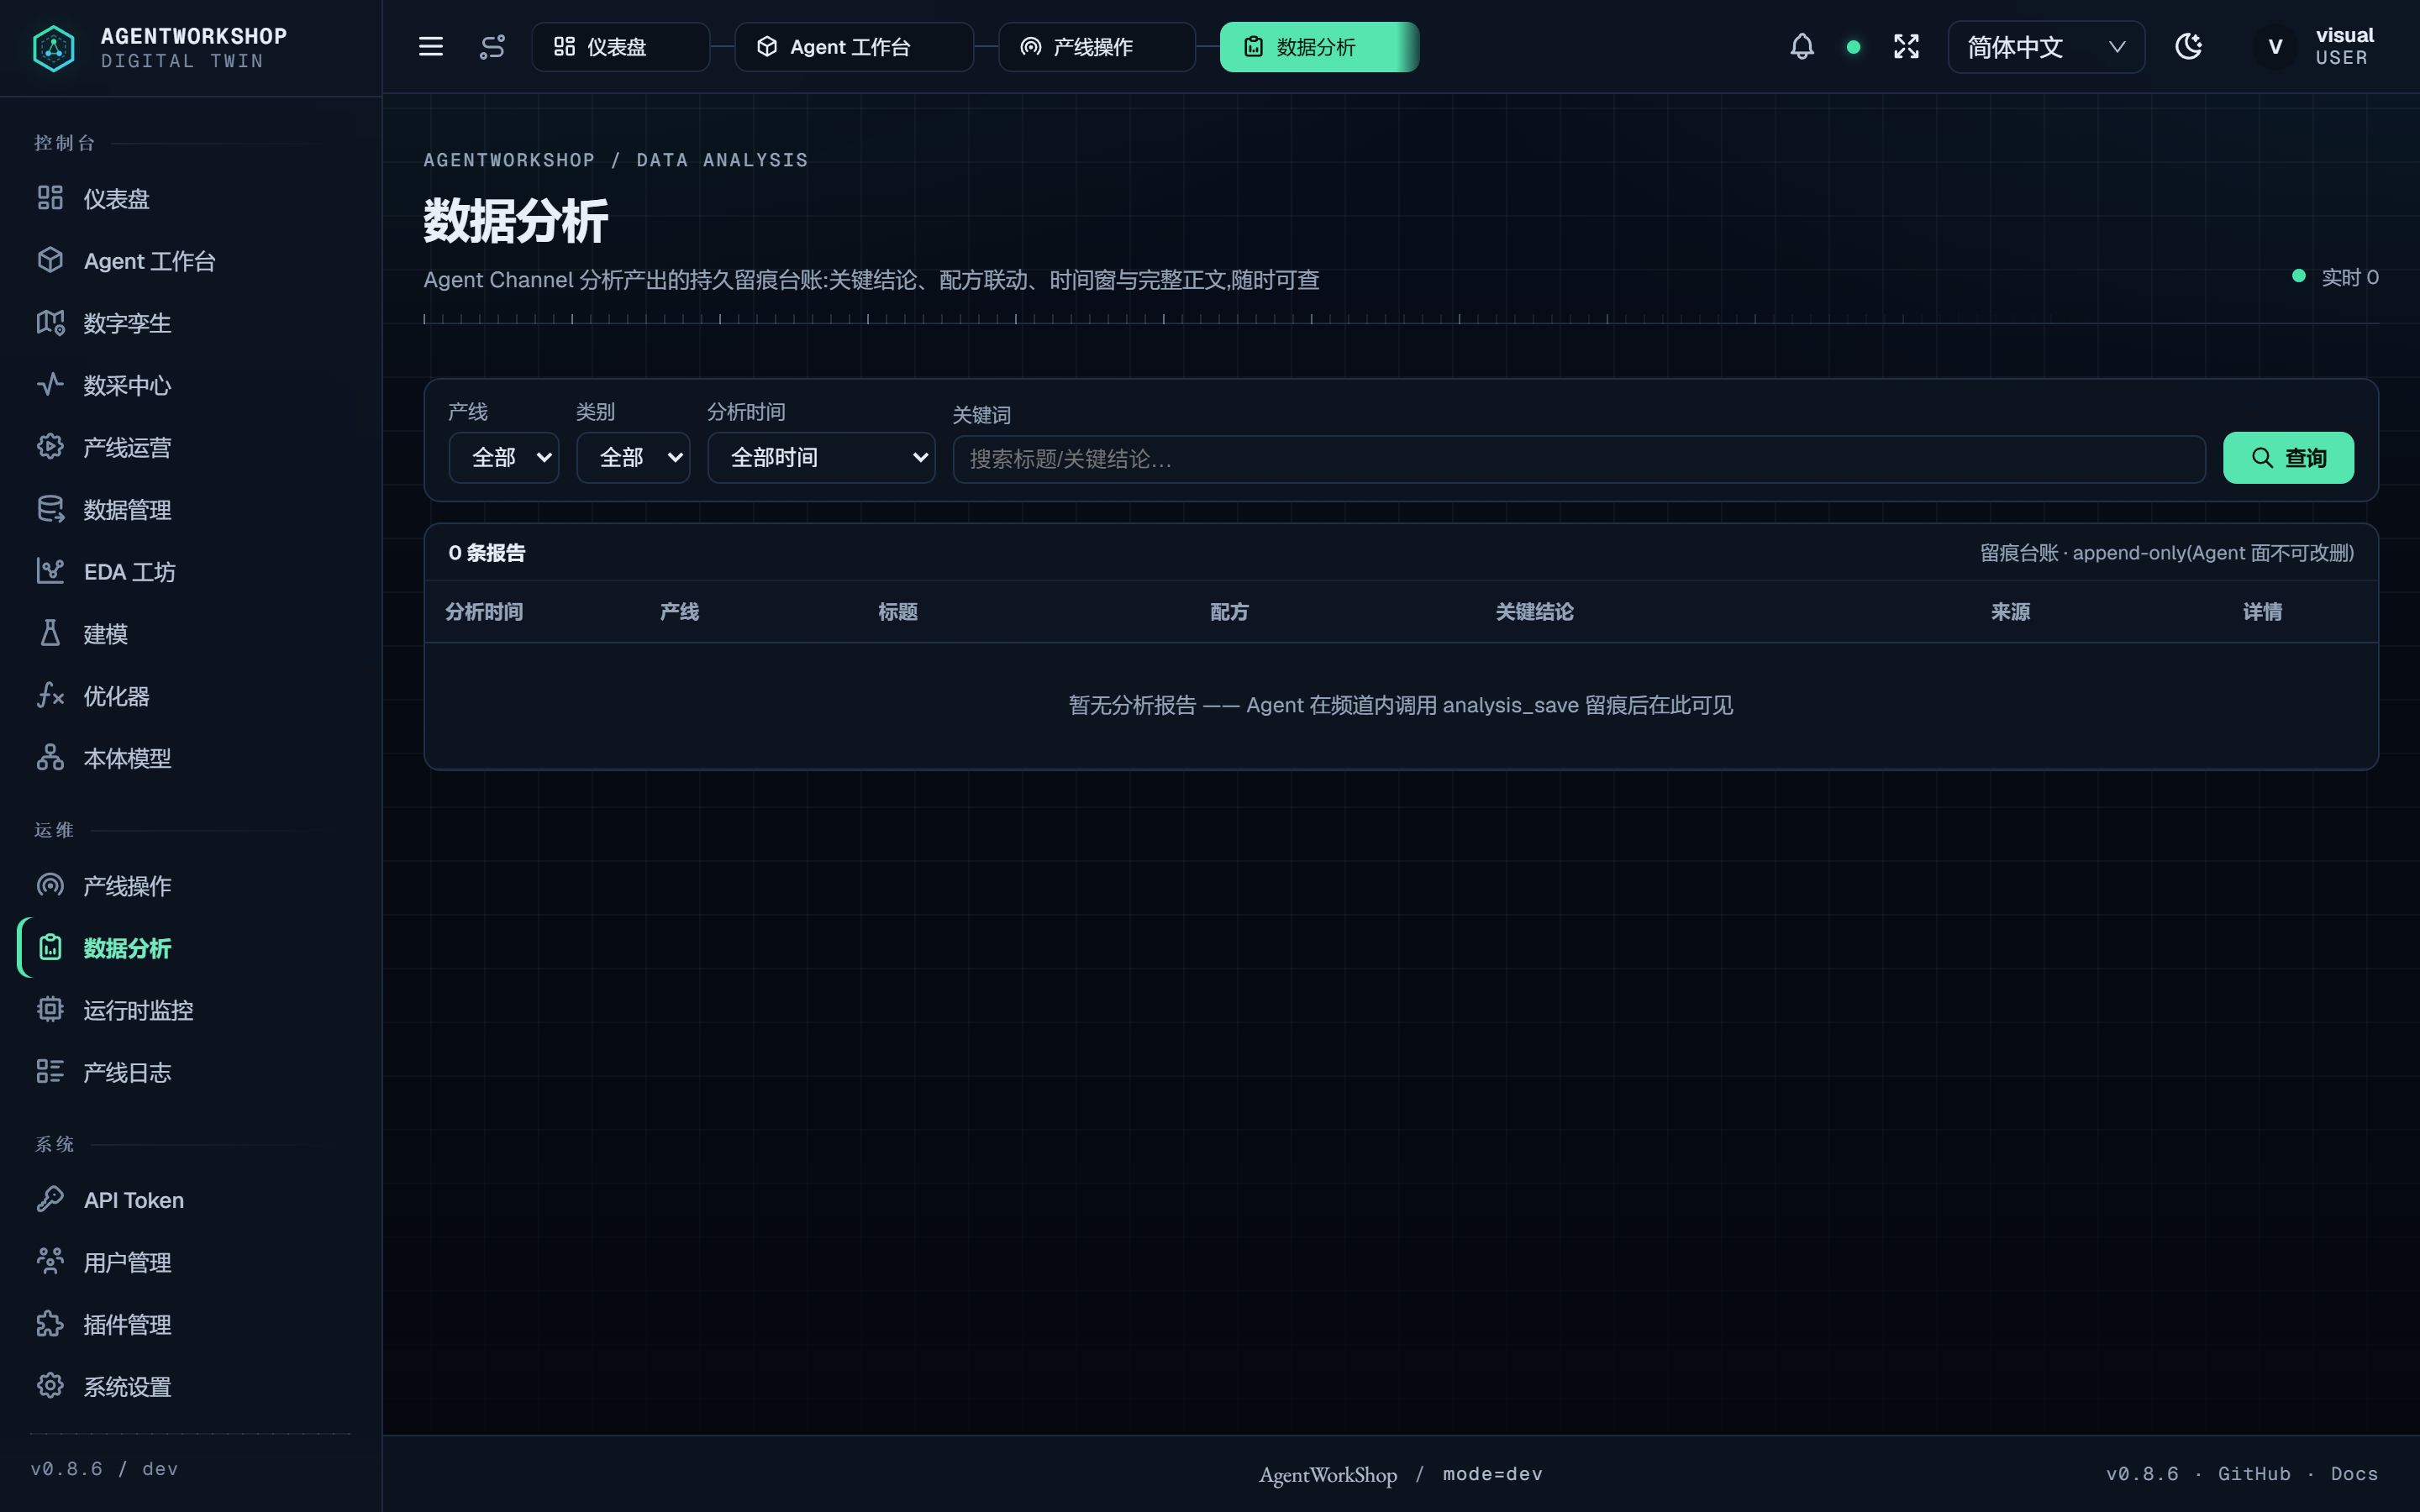 AGENTWORKSHOP
DIGITAL TWIN
仪表盘
Agent 工作台
产线操作
数据分析
简体中文
V
visual
USER
控制台
仪表盘
Agent 工作台
数字孪生
数采中心
产线运营
数据管理
EDA 工坊
建模
优化器
本体模型
运维
产线操作
数据分析
运行时监控
产线日志
系统
API Token
用户管理
插件管理
系统设置
v0.8.6 / dev
AGENTWORKSHOP / DATA ANALYSIS
数据分析
Agent Channel 分析产出的持久留痕台账:关键结论、配方联动、时间窗与完整正文,随时可查
实时 0
产线 类别 分析时间 关键词
全部 全部 全部时间 搜索标题/关键结论... 查询
0 条报告 留痕台账 · append-only(Agent 面不可改删)
分析时间 产线 标题 配方 关键结论 来源 详情
暂无分析报告 —— Agent 在频道内调用 analysis_save 留痕后在此可见
AgentWorkShop / mode=dev
v0.8.6 · GitHub · Docs